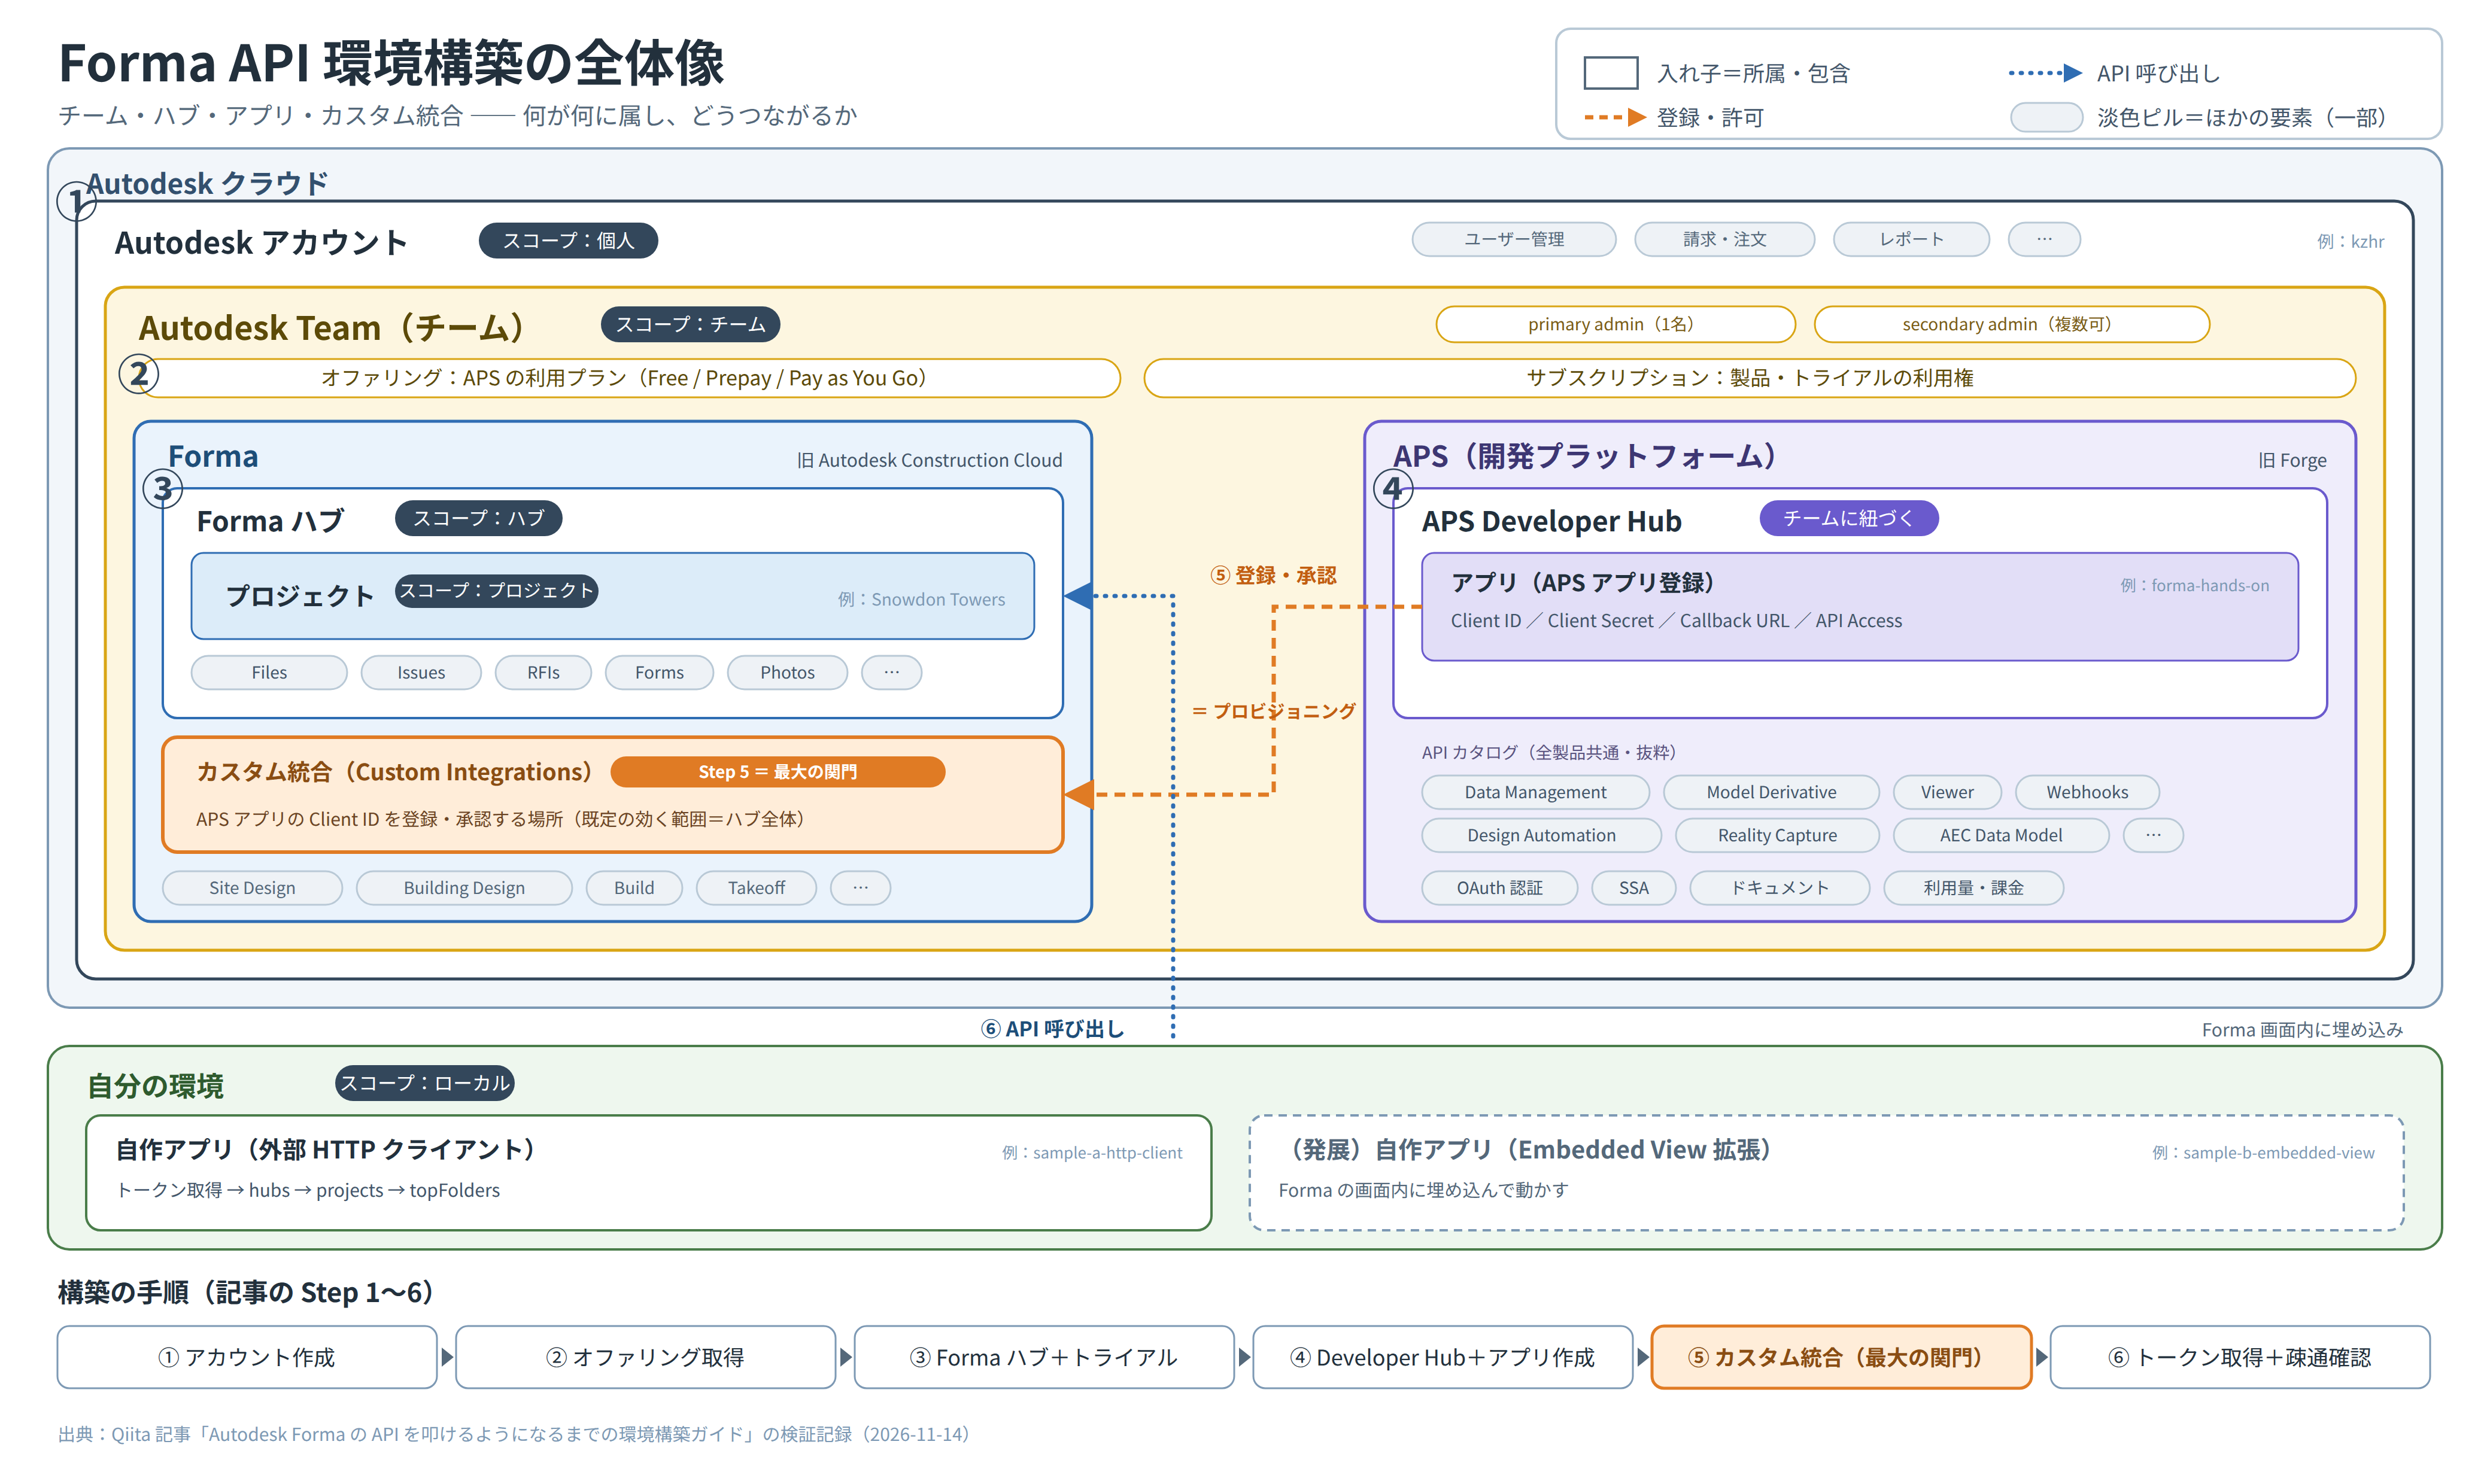 Forma API 環境構築の全体像
チーム・ハブ・アプリ・カスタム統合 —— 何が何に属し、どうつながるか
入れ子＝所属・包含
API 呼び出し
登録・許可
淡色ピル＝ほかの要素（一部）
Autodesk クラウド
①
Autodesk アカウント
スコープ：個人
ユーザー管理
請求・注文
レポート
…
例：kzhr
Autodesk Team（チーム）
スコープ：チーム
primary admin（1名）
secondary admin（複数可）
②
オファリング：APS の利用プラン（Free / Prepay / Pay as You Go）
サブスクリプション：製品・トライアルの利用権
Forma
旧 Autodesk Construction Cloud
③
Forma ハブ
スコープ：ハブ
プロジェクト
スコープ：プロジェクト
例：Snowdon Towers
Files
Issues
RFIs
Forms
Photos
…
カスタム統合（Custom Integrations）
Step 5 ＝ 最大の関門
APS アプリの Client ID を登録・承認する場所（既定の効く範囲＝ハブ全体）
Site Design
Building Design
Build
Takeoff
…
⑤ 登録・承認
＝ プロビジョニング
APS（開発プラットフォーム）
旧 Forge
④
APS Developer Hub
チームに紐づく
アプリ（APS アプリ登録）
例：forma-hands-on
Client ID ／ Client Secret ／ Callback URL ／ API Access
API カタログ（全製品共通・抜粋）
Data Management
Model Derivative
Viewer
Webhooks
Design Automation
Reality Capture
AEC Data Model
…
OAuth 認証
SSA
ドキュメント
利用量・課金
⑥ API 呼び出し
Forma 画面内に埋め込み
自分の環境
スコープ：ローカル
自作アプリ（外部 HTTP クライアント）
例：sample-a-http-client
トークン取得 → hubs → projects → topFolders
（発展）自作アプリ（Embedded View 拡張）
例：sample-b-embedded-view
Forma の画面内に埋め込んで動かす
構築の手順（記事の Step 1〜6）
① アカウント作成
② オファリング取得
③ Forma ハブ＋トライアル
④ Developer Hub＋アプリ作成
⑤ カスタム統合（最大の関門）
⑥ トークン取得＋疎通確認
出典：Qiita 記事「Autodesk Forma の API を叩けるようになるまでの環境構築ガイド」の検証記録（2026-11-14）